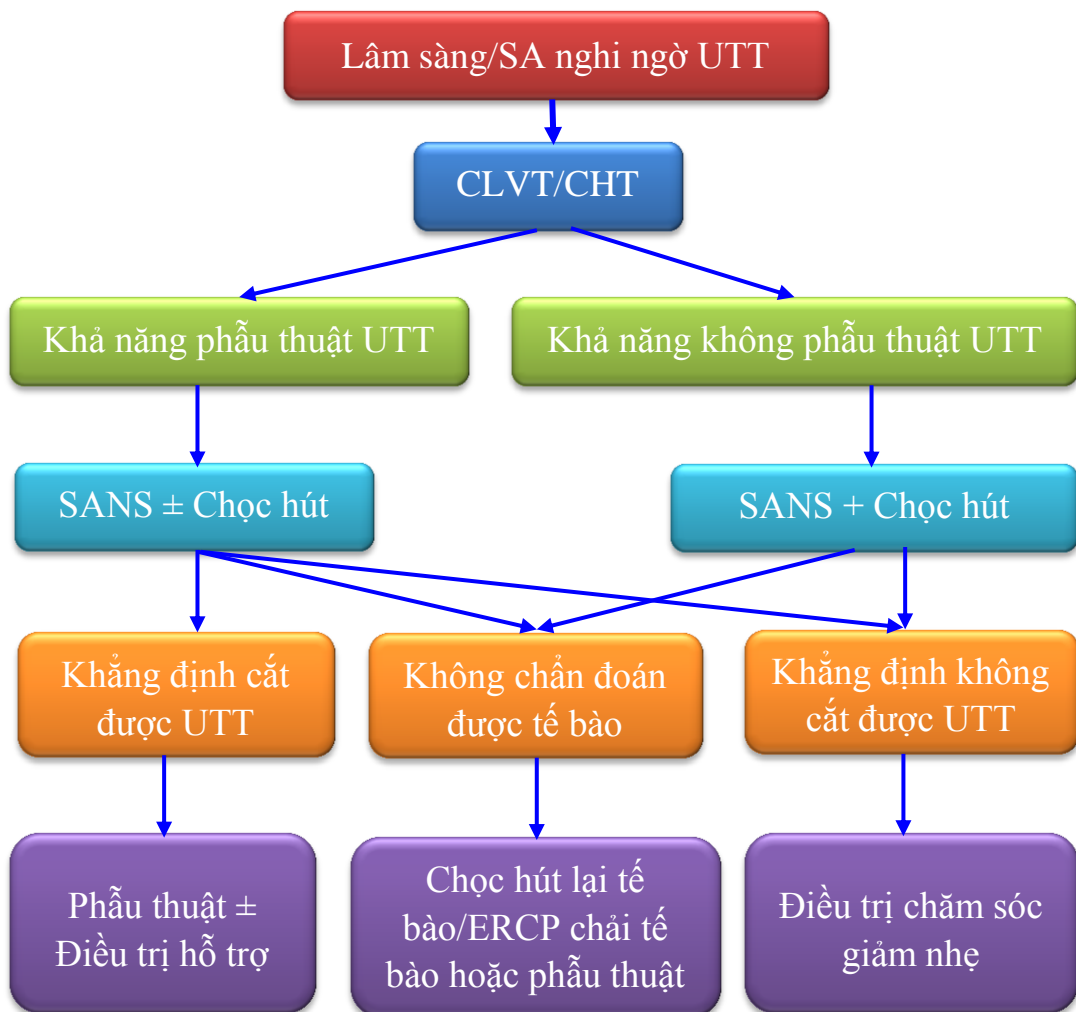 Lâm sàng/SA nghi ngờ UTT
CLVT/CHT
Khả năng phẫu thuật UTT
Khả năng không phẫu thuật UTT
SANS ± Chọc hút
SANS + Chọc hút
Khẳng định cắt
được UTT
Không chẩn đoán
được tế bào
Khẳng định không
cắt được UTT
Phẫu thuật ±
Điều trị hỗ trợ
Chọc hút lại tế
bào/ERCP chải tế
bào hoặc phẫu thuật
Điều trị chăm sóc
giảm nhẹ